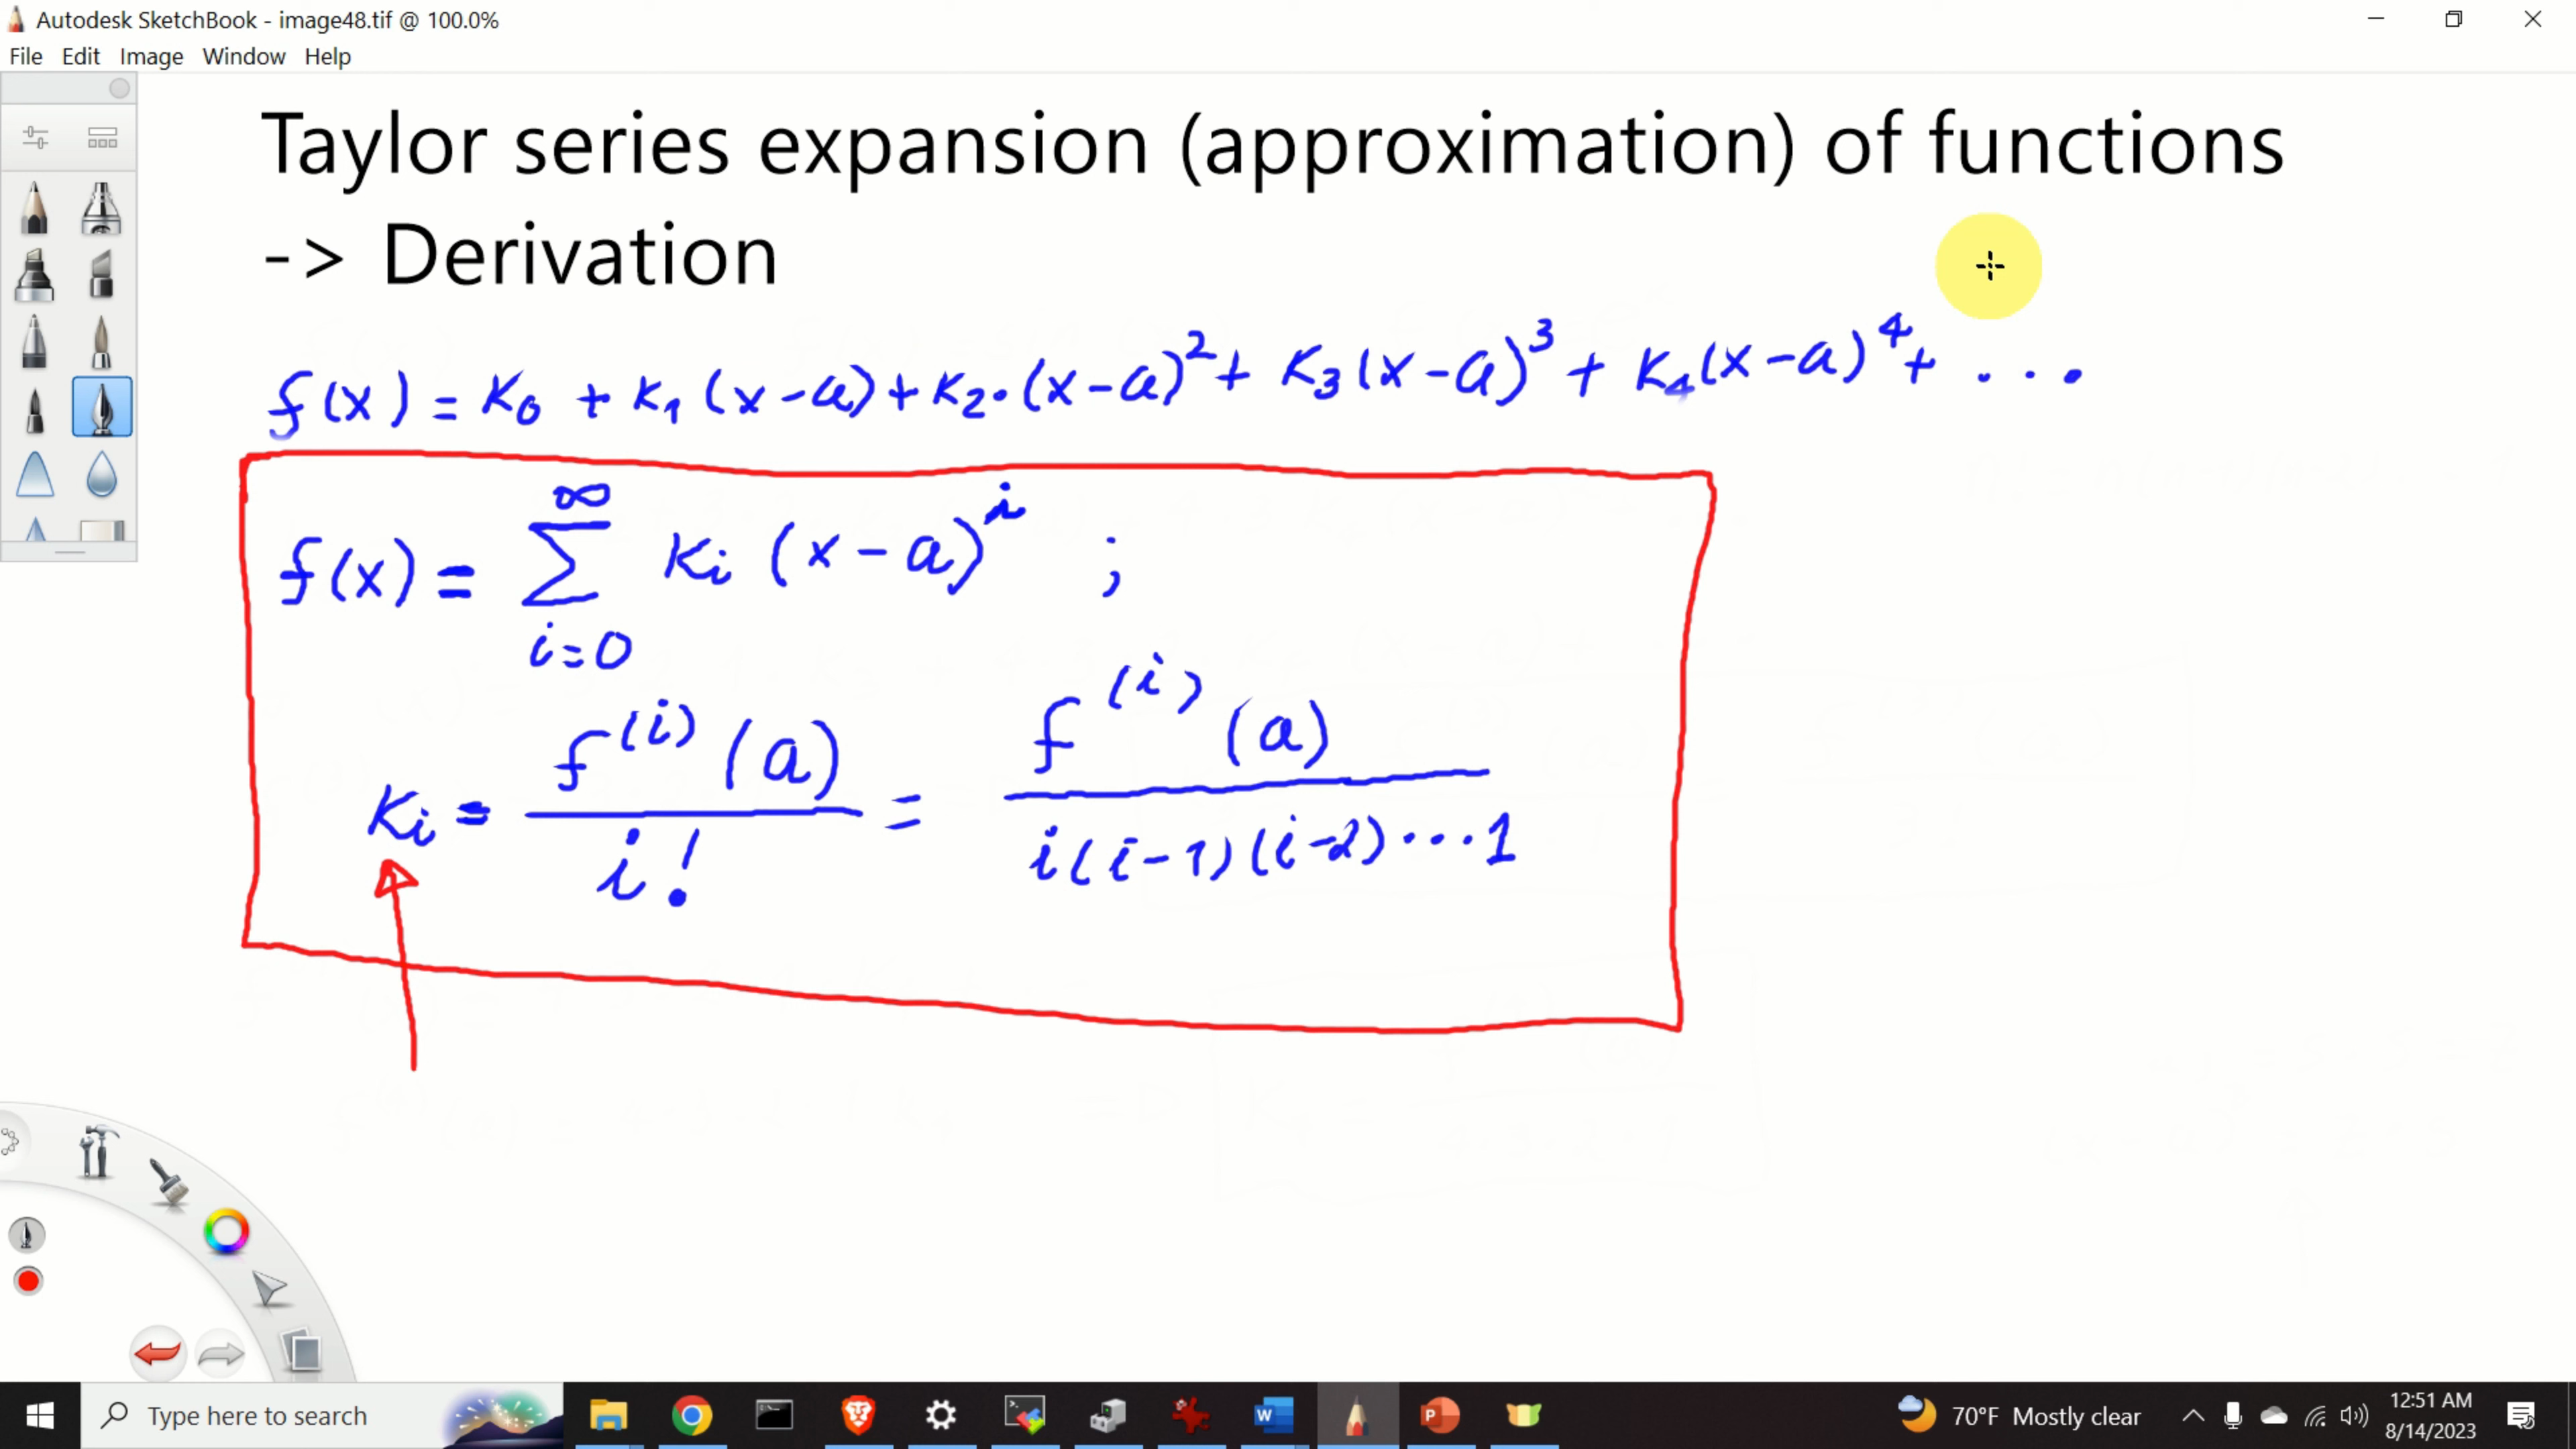 Autodesk SketchBook - image48.tif @ 100.0%
File Edit Image Window Help
Taylor series expansion (approximation) of functions
-> Derivation
f(x) = K₀ + K₁(x-a) + K₂·(x-a)² + K₃(x-a)³ + K₄(x-a)⁴ + ...
f(x) = ∑ Kᵢ (x-a)ⁱ ;
∞
i=0
Kᵢ = f⁽ⁱ⁾(a) / i! = f⁽ⁱ⁾(a) / i(i-1)(i-2)...1
Type here to search
70°F Mostly clear
12:51 AM
8/14/2023